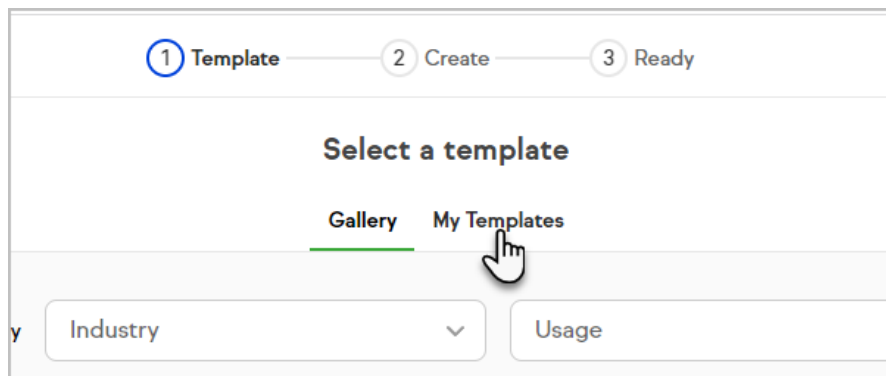 1 Template 2 Create 3 Ready
Select a template
Gallery My Templates
y Industry Usage